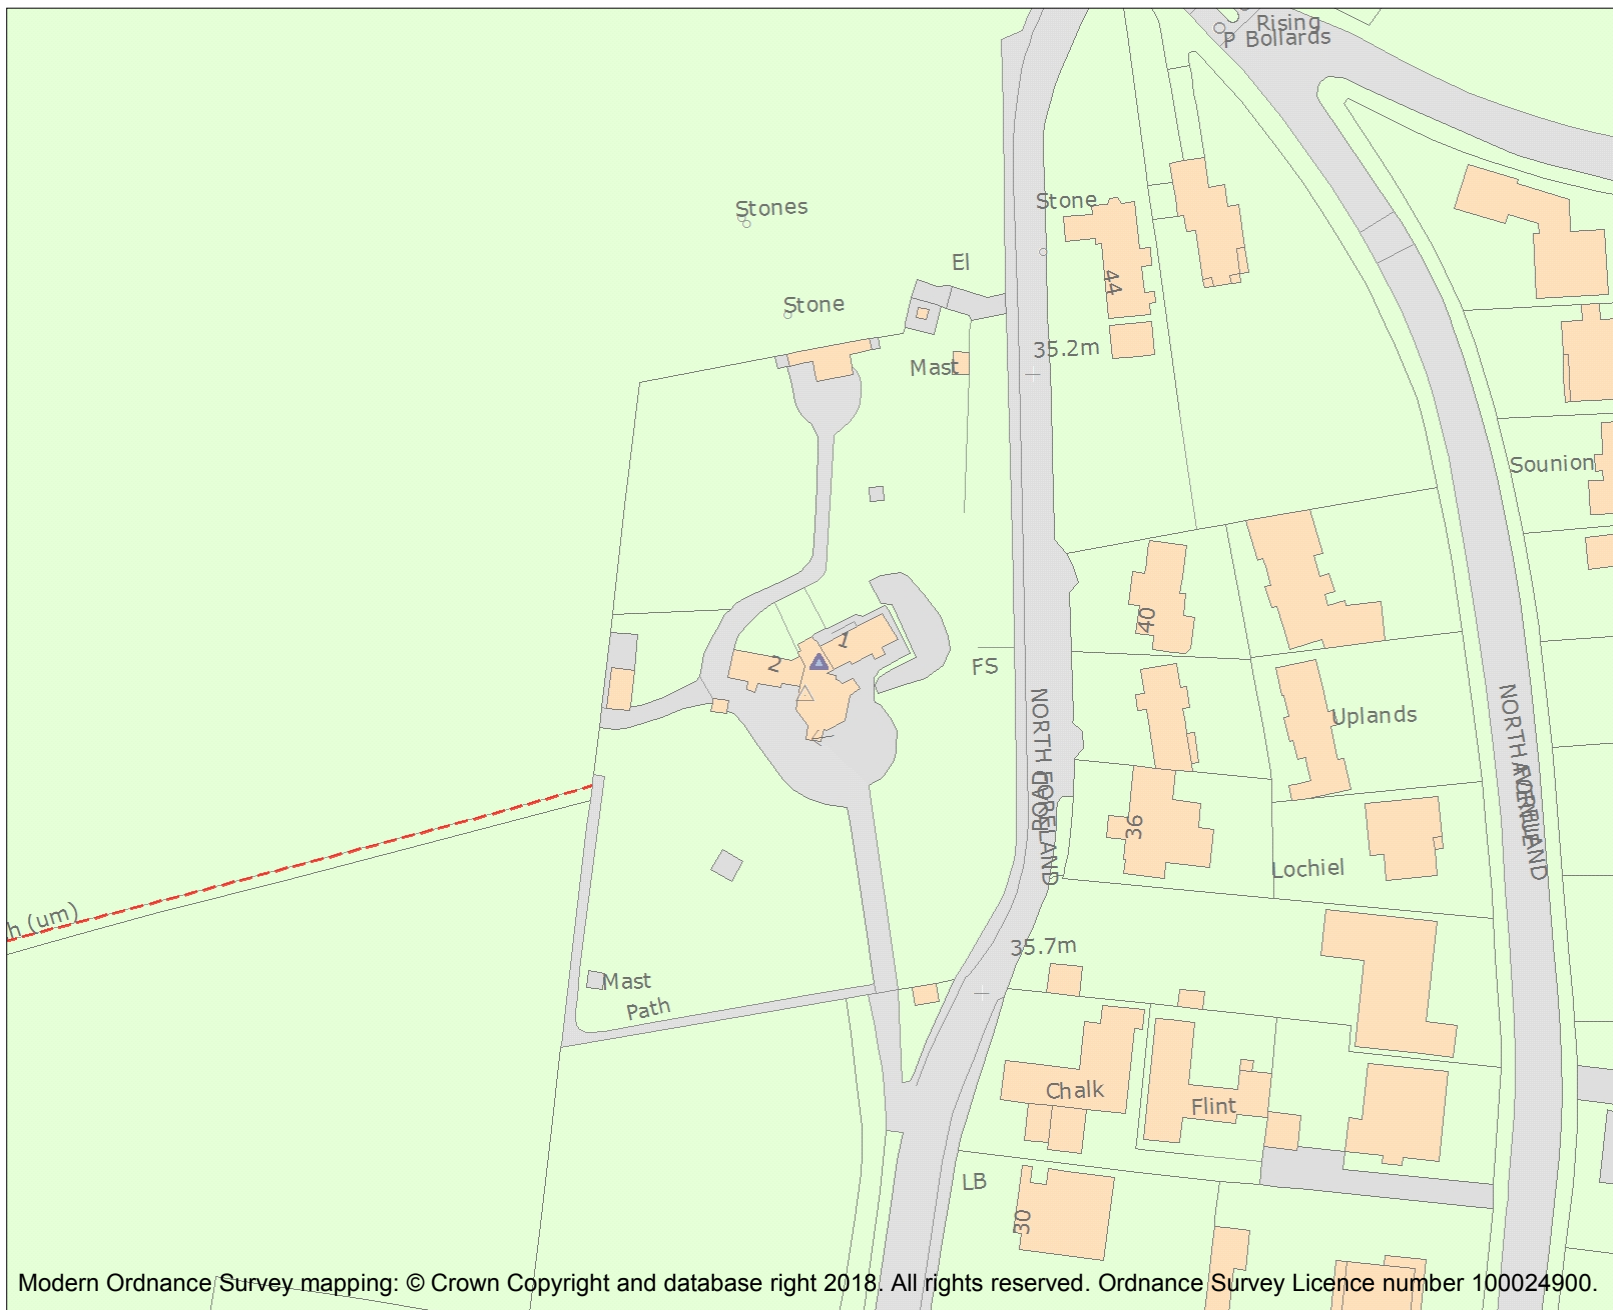 Rising
P Bollards
Stones
Stone
El
Stone
44
Mast
35.2m
Sounion
40
1
2
FS
NORTH FORELAND
ROAD
Uplands
NORTH FORELAND
AVENUE
36
Lochiel
h (um)
35.7m
Mast
Path
Chalk
Flint
LB
30
Modern Ordnance Survey mapping: © Crown Copyright and database right 2018. All rights reserved. Ordnance Survey Licence number 100024900.